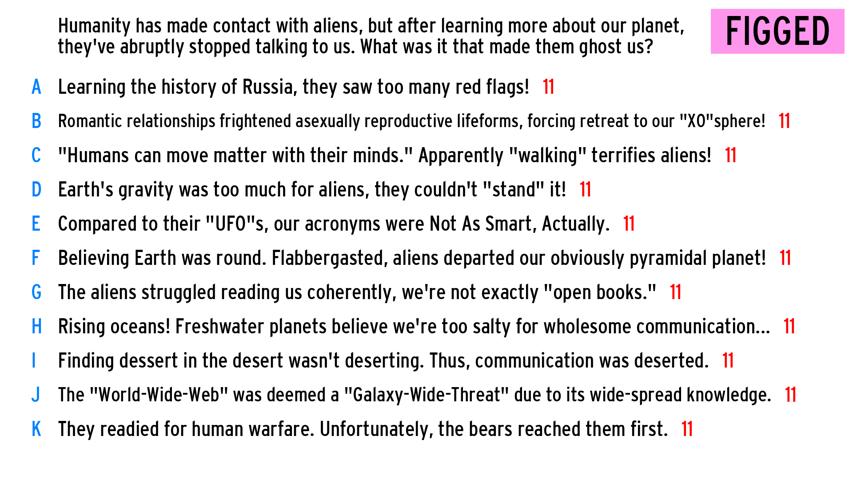 Humanity has made contact with aliens, but after learning more about our planet,
they've abruptly stopped talking to us. What was it that made them ghost us?
FIGGED
A Learning the history of Russia, they saw too many red flags! 11
B Romantic relationships frightened asexually reproductive lifeforms, forcing retreat to our "XO"sphere! 11
C "Humans can move matter with their minds." Apparently "walking" terrifies aliens! 11
D Earth's gravity was too much for aliens, they couldn't "stand" it! 11
E Compared to their "UFO"s, our acronyms were Not As Smart, Actually. 11
F Believing Earth was round. Flabbergasted, aliens departed our obviously pyramidal planet! 11
G The aliens struggled reading us coherently, we're not exactly "open books." 11
H Rising oceans! Freshwater planets believe we're too salty for wholesome communication... 11
I Finding dessert in the desert wasn't deserting. Thus, communication was deserted. 11
J The "World-Wide-Web" was deemed a "Galaxy-Wide-Threat" due to its wide-spread knowledge. 11
K They readied for human warfare. Unfortunately, the bears reached them first. 11